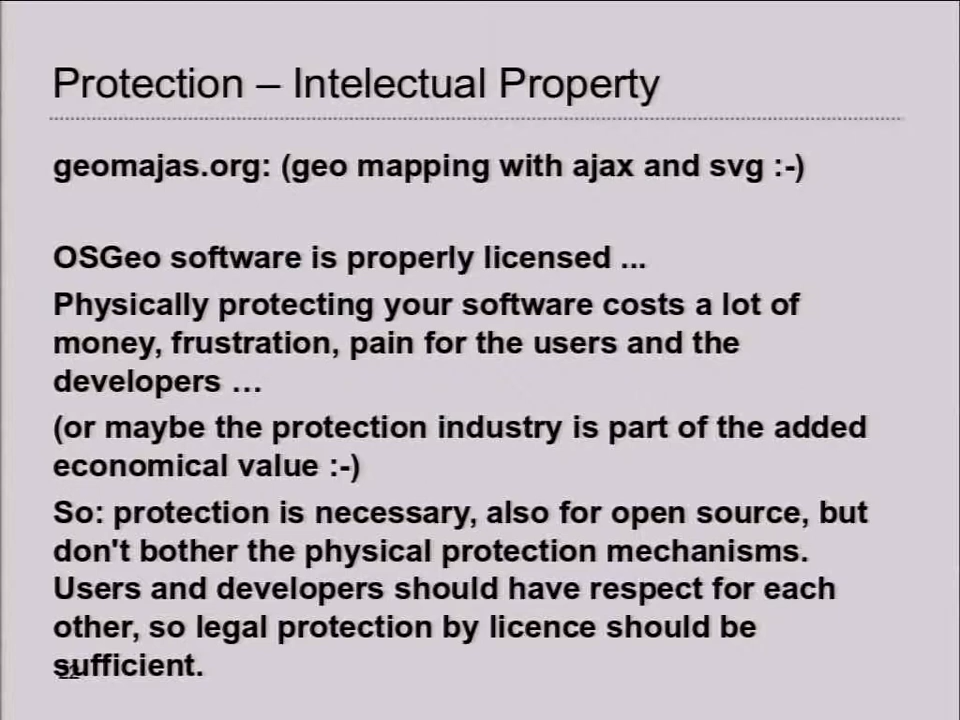 Protection – Intelectual Property
geomajas.org: (geo mapping with ajax and svg :-)
OSGeo software is properly licensed ...
Physically protecting your software costs a lot of
money, frustration, pain for the users and the
developers …
(or maybe the protection industry is part of the added
economical value :-)
So: protection is necessary, also for open source, but
don't bother the physical protection mechanisms.
Users and developers should have respect for each
other, so legal protection by licence should be
sufficient.
22